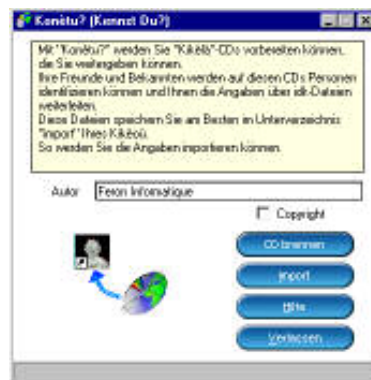 Konètu? (Kennst Du?)
Mit "Konètu?" werden Sie "Kikèlà"-CDs vorbereiten können,
die Sie weitergeben können.
Ihre Freunde und Bekannten werden auf diesen CDs Personen
identifizieren können und Ihnen die Angaben über idk-Dateien
weiterleiten.
Diese Dateien speichern Sie am Besten im Unterverzeichnis
"Import" Ihres Kikéoù.
So werden Sie die Angaben importieren können.
Autor Feron Informatique
Copyright
CD brennen
Import
Hilfe
Verlassen